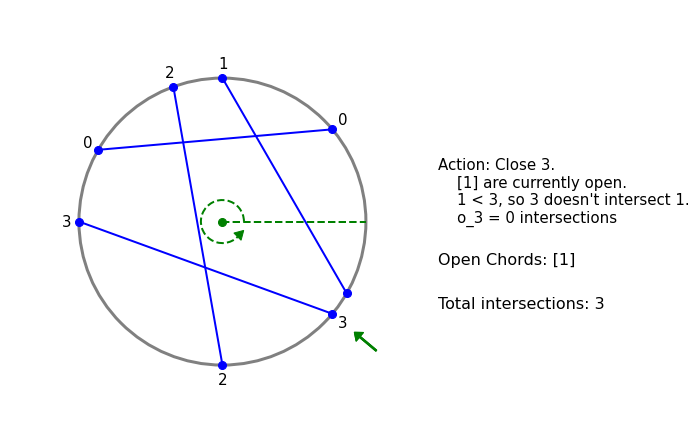 1
2
0
0
3
3
2
Action: Close 3.
[1] are currently open.
1 < 3, so 3 doesn't intersect 1.
o_3 = 0 intersections
Open Chords: [1]
Total intersections: 3